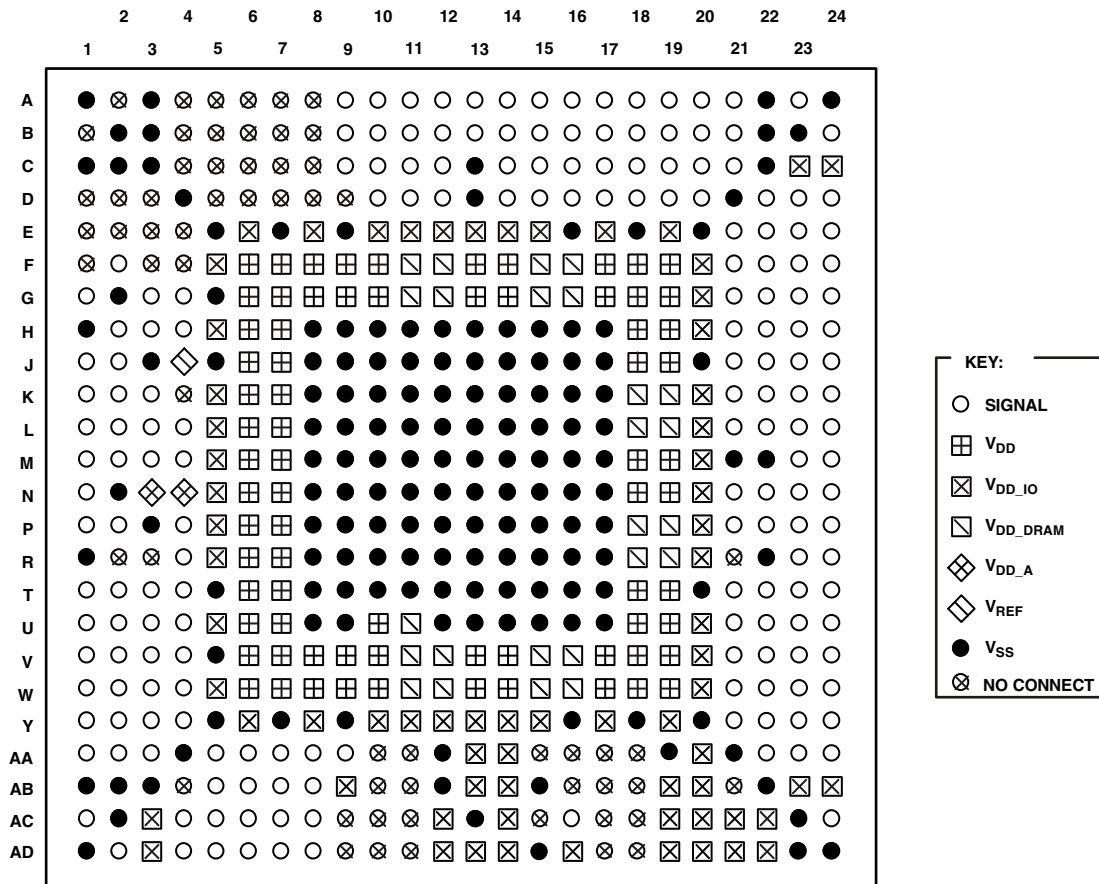 2 4 6 8 10 12 14 16 18 20 22 24
1 3 5 7 9 11 13 15 17 19 21 23
A
B
C
D
E
F
G
H
J
K
L
M
N
P
R
T
U
V
W
Y
AA
AB
AC
AD
KEY:
SIGNAL
VDD
VDD_IO
VDD_DRAM
VDD_A
VREF
VSS
NO CONNECT